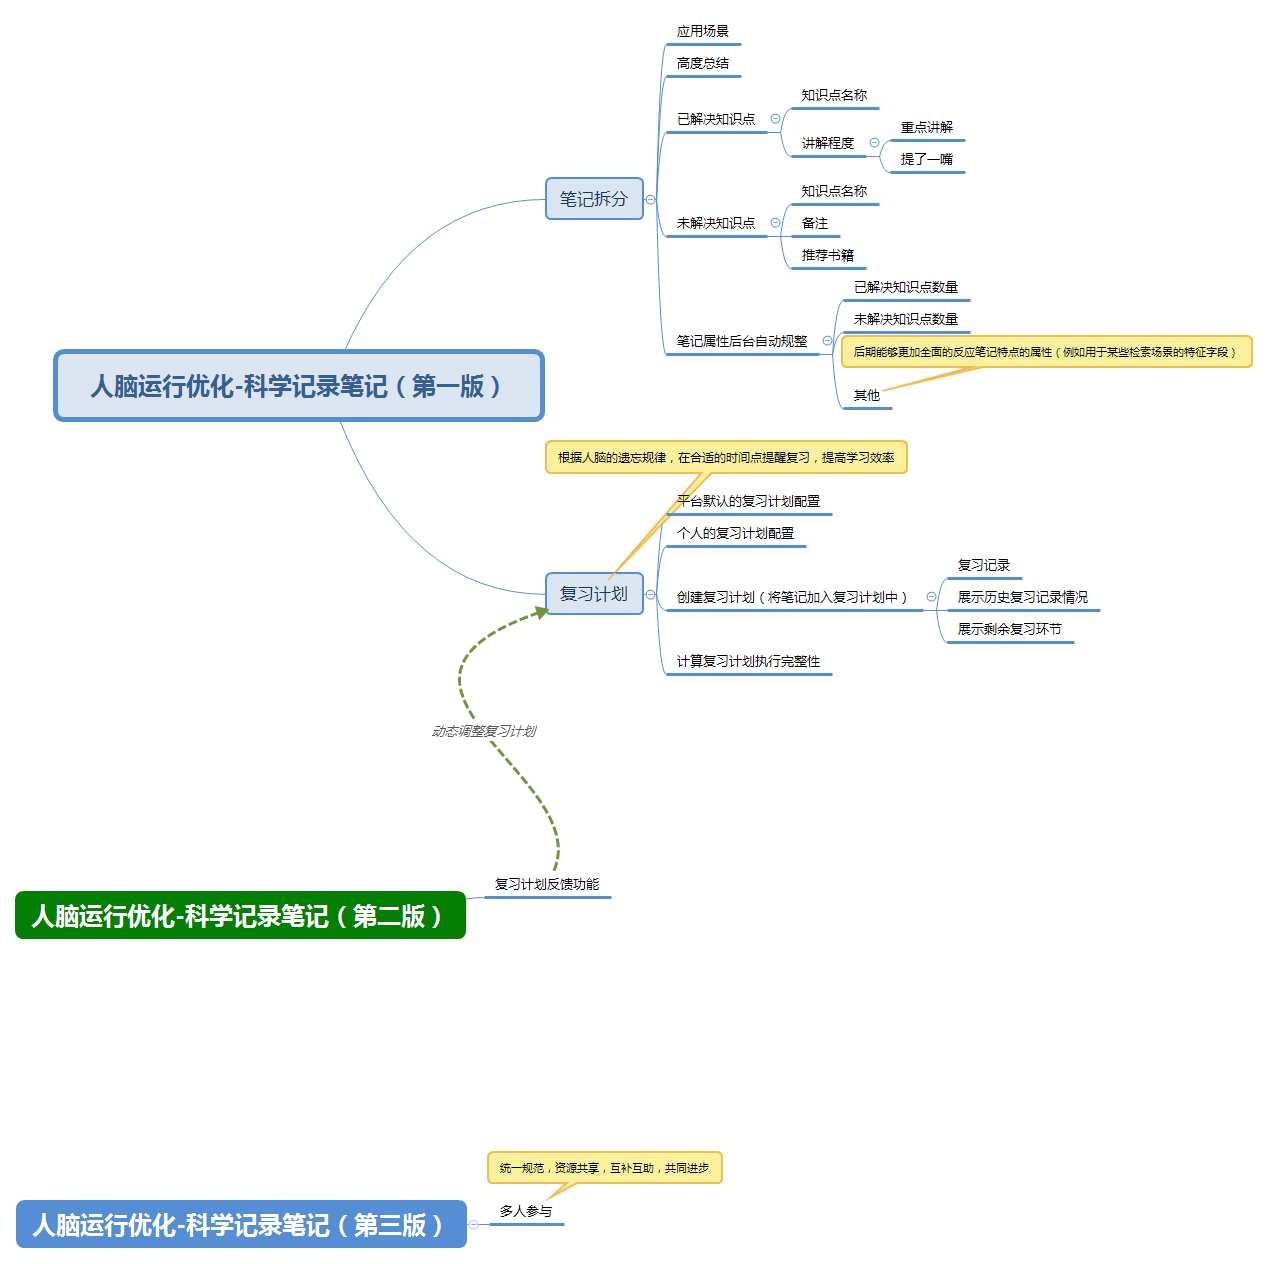 应用场景
高度总结
知识点名称
已解决知识点
重点讲解
讲解程度
提了一嘴
笔记拆分
知识点名称
未解决知识点
备注
推荐书籍
已解决知识点数量
未解决知识点数量
笔记属性后台自动规整
后期能够更加全面的反应笔记特点的属性（例如用于某些检索场景的特征字段）
其他
人脑运行优化-科学记录笔记（第一版）
根据人脑的遗忘规律，在合适的时间点提醒复习，提高学习效率
平台默认的复习计划配置
个人的复习计划配置
复习记录
复习计划
创建复习计划（将笔记加入复习计划中）
展示历史复习记录情况
展示剩余复习环节
计算复习计划执行完整性
动态调整复习计划
复习计划反馈功能
人脑运行优化-科学记录笔记（第二版）
统一规范，资源共享，互补互助，共同进步
多人参与
人脑运行优化-科学记录笔记（第三版）